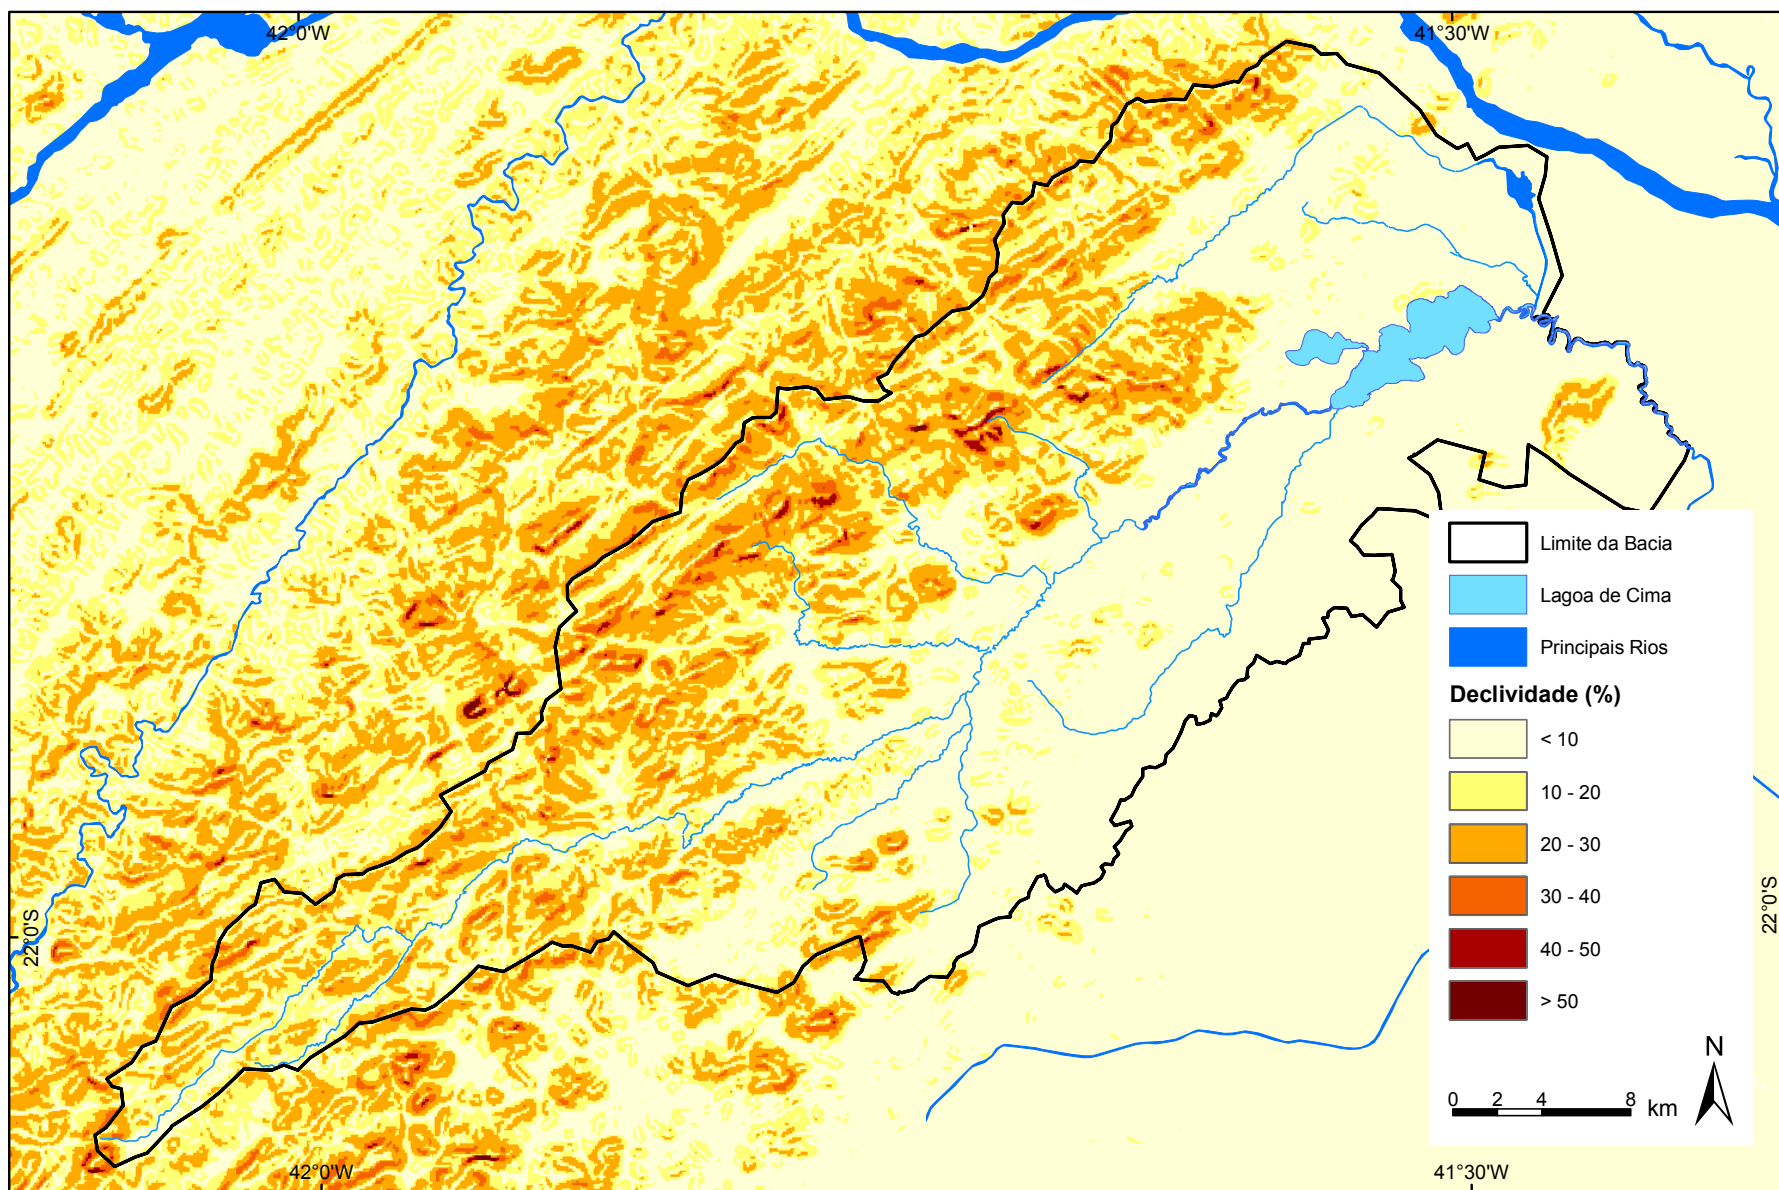 42°0'W
41°30'W
Limite da Bacia
Lagoa de Cima
Principais Rios
Declividade (%)
< 10
10 - 20
20 - 30
30 - 40
40 - 50
> 50
22°0'S
22°0'S
N
0 2 4 8 km
42°0'W
41°30'W